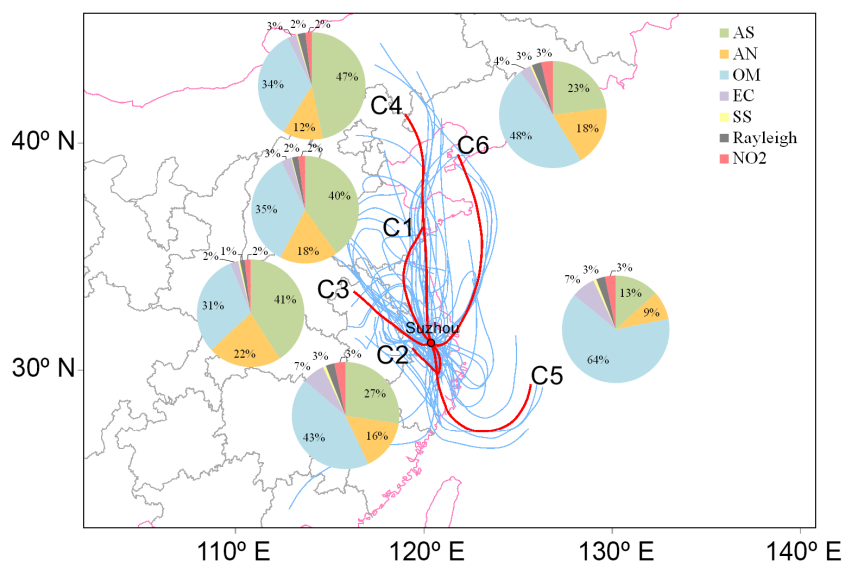 AS
AN
OM
EC
SS
Rayleigh
NO2
3%
2%
2%
47%
34%
12%
C4
4%
3%
3%
23%
18%
48%
C6
40º N
3%
2%
2%
40%
35%
18%
C1
2%
1%
2%
41%
31%
22%
C3
Suzhou
C2
7%
3%
3%
13%
9%
64%
30º N
7%
3%
3%
27%
43%
16%
C5
110º E
120º E
130º E
140º E